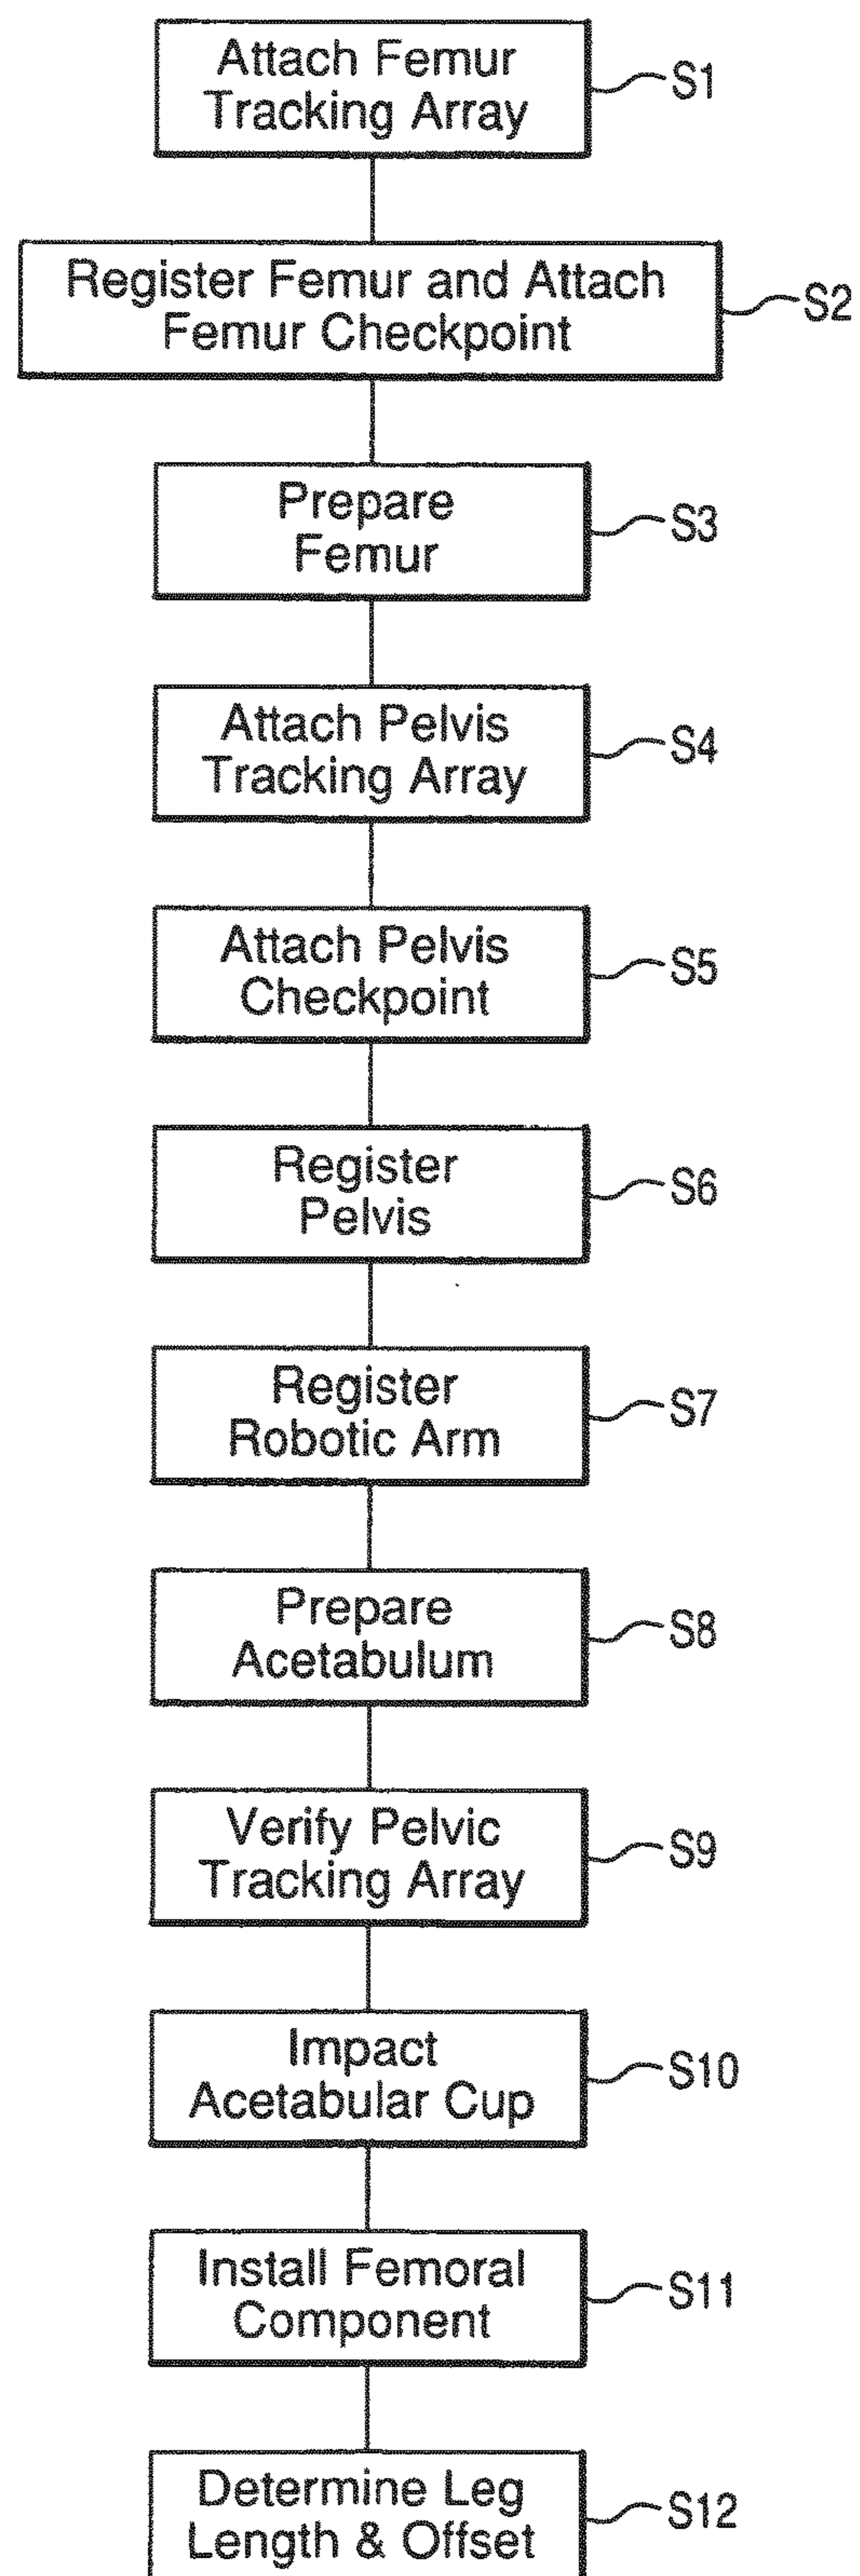 Attach Femur
Tracking Array
S1
Register Femur and Attach
Femur Checkpoint
S2
Prepare
Femur
S3
Attach Pelvis
Tracking Array
S4
Attach Pelvis
Checkpoint
S5
Register
Pelvis
S6
Register
Robotic Arm
S7
Prepare
Acetabulum
S8
Verify Pelvic
Tracking Array
S9
Impact
Acetabular Cup
S10
Install Femoral
Component
S11
Determine Leg
Length & Offset
S12